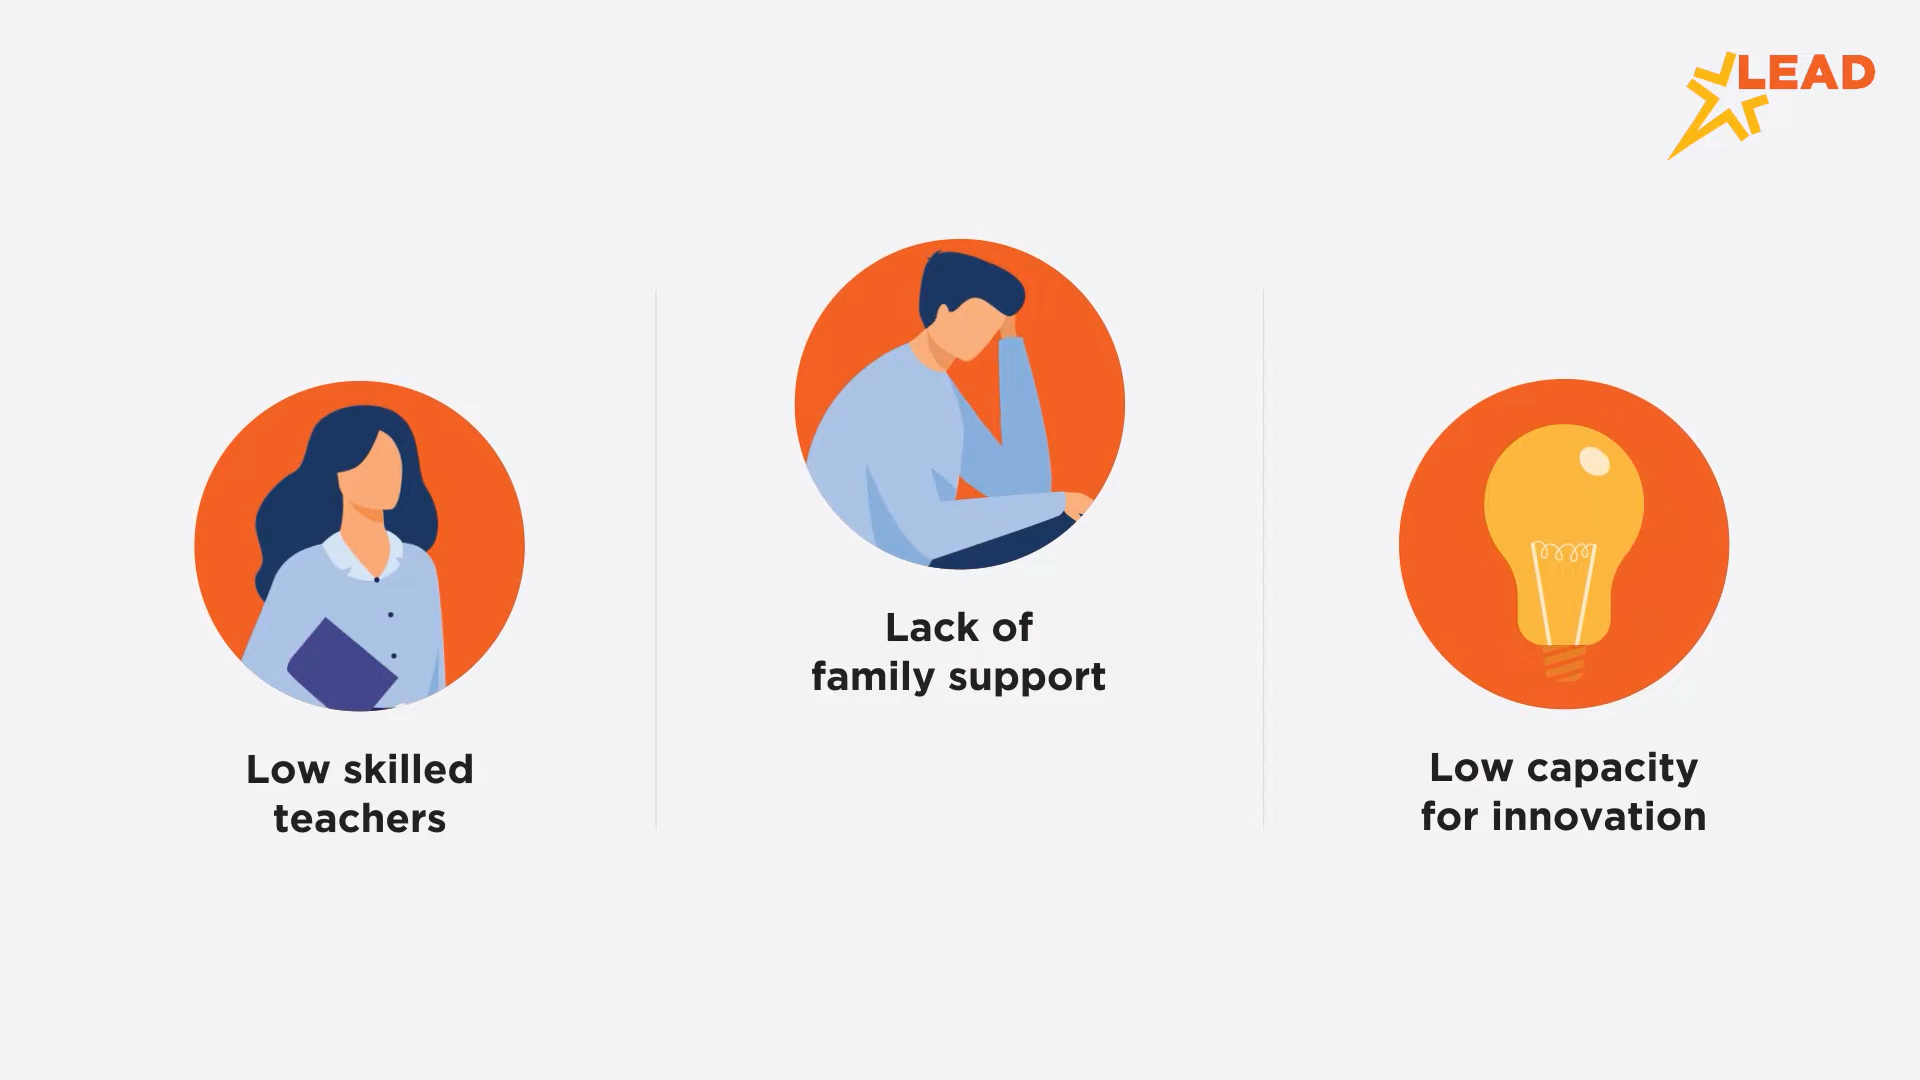 LEAD
Low skilled
teachers
Lack of
family support
Low capacity
for innovation